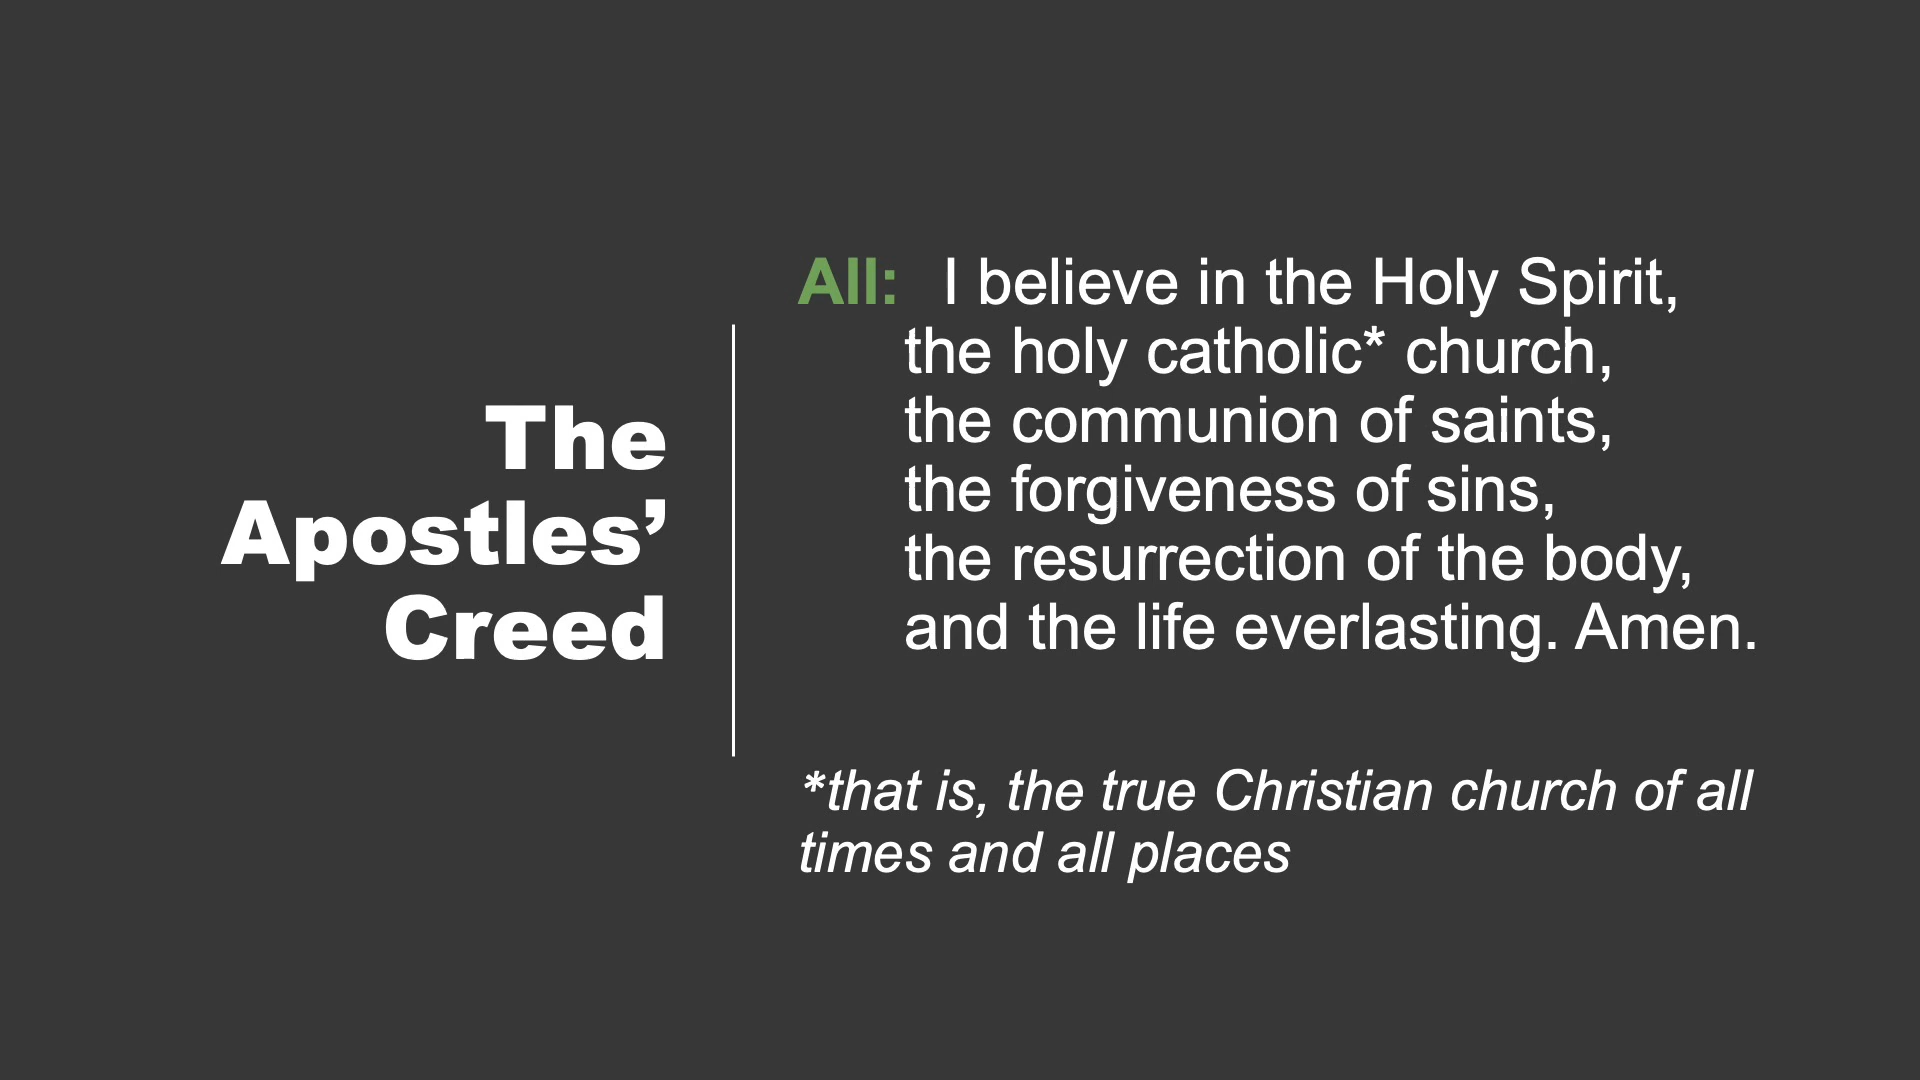 The
Apostles’
Creed
All: I believe in the Holy Spirit,
the holy catholic* church,
the communion of saints,
the forgiveness of sins,
the resurrection of the body,
and the life everlasting. Amen.
*that is, the true Christian church of all
times and all places